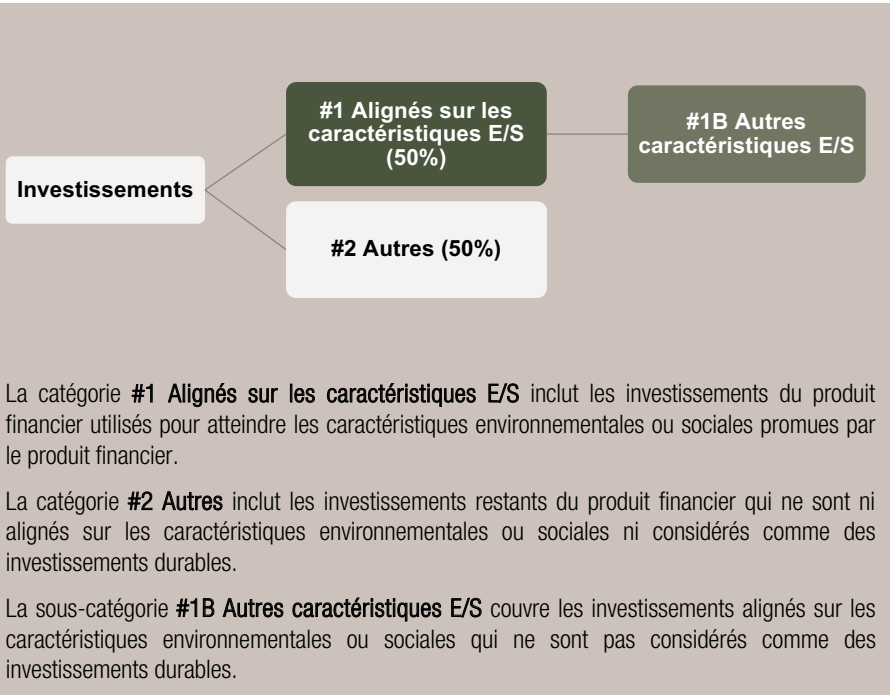 #1 Alignés sur les
caractéristiques E/S
(50%)
#1B Autres
caractéristiques E/S
Investissements
#2 Autres (50%)
La catégorie #1 Alignés sur les caractéristiques E/S inclut les investissements du produit
financier utilisés pour atteindre les caractéristiques environnementales ou sociales promues par
le produit financier.
La catégorie #2 Autres inclut les investissements restants du produit financier qui ne sont ni
alignés sur les caractéristiques environnementales ou sociales ni considérés comme des
investissements durables.
La sous-catégorie #1B Autres caractéristiques E/S couvre les investissements alignés sur les
caractéristiques environnementales ou sociales qui ne sont pas considérés comme des
investissements durables.